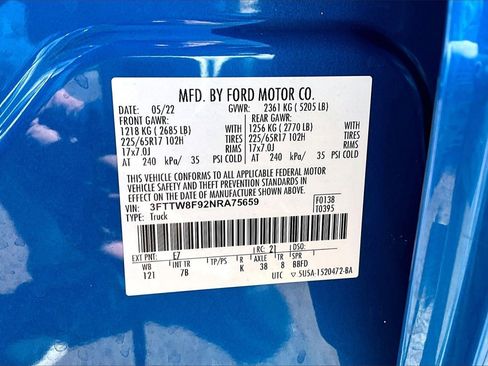 MFD. BY FORD MOTOR CO.
DATE: 05/22 GVWR: 2361 KG ( 5205 LB)
FRONT GAWR: REAR GAWR:
1218 KG ( 2685 LB) 1256 KG ( 2770 LB)
225/65R17 102H TIRES 225/65R17 102H TIRES
17x7.0J RIMS 17x7.0J RIMS
AT 240 kPa/ 35 PSI COLD AT 240 kPa/ 35 PSI COLD
THIS VEHICLE CONFORMS TO ALL APPLICABLE FEDERAL MOTOR
VEHICLE SAFETY AND THEFT PREVENTION STANDARDS IN
EFFECT ON THE DATE OF MANUFACTURE SHOWN ABOVE.
VIN: 3FTTW8F92NRA75659 F0138
TYPE: Truck T0395
EXT PNT: E7 RC: 21 DSO:
WB INT TR TP/PS R AXLE TR SPR
121 7B K 38 8 BBFD
UTC 5U5A-1520472-BA